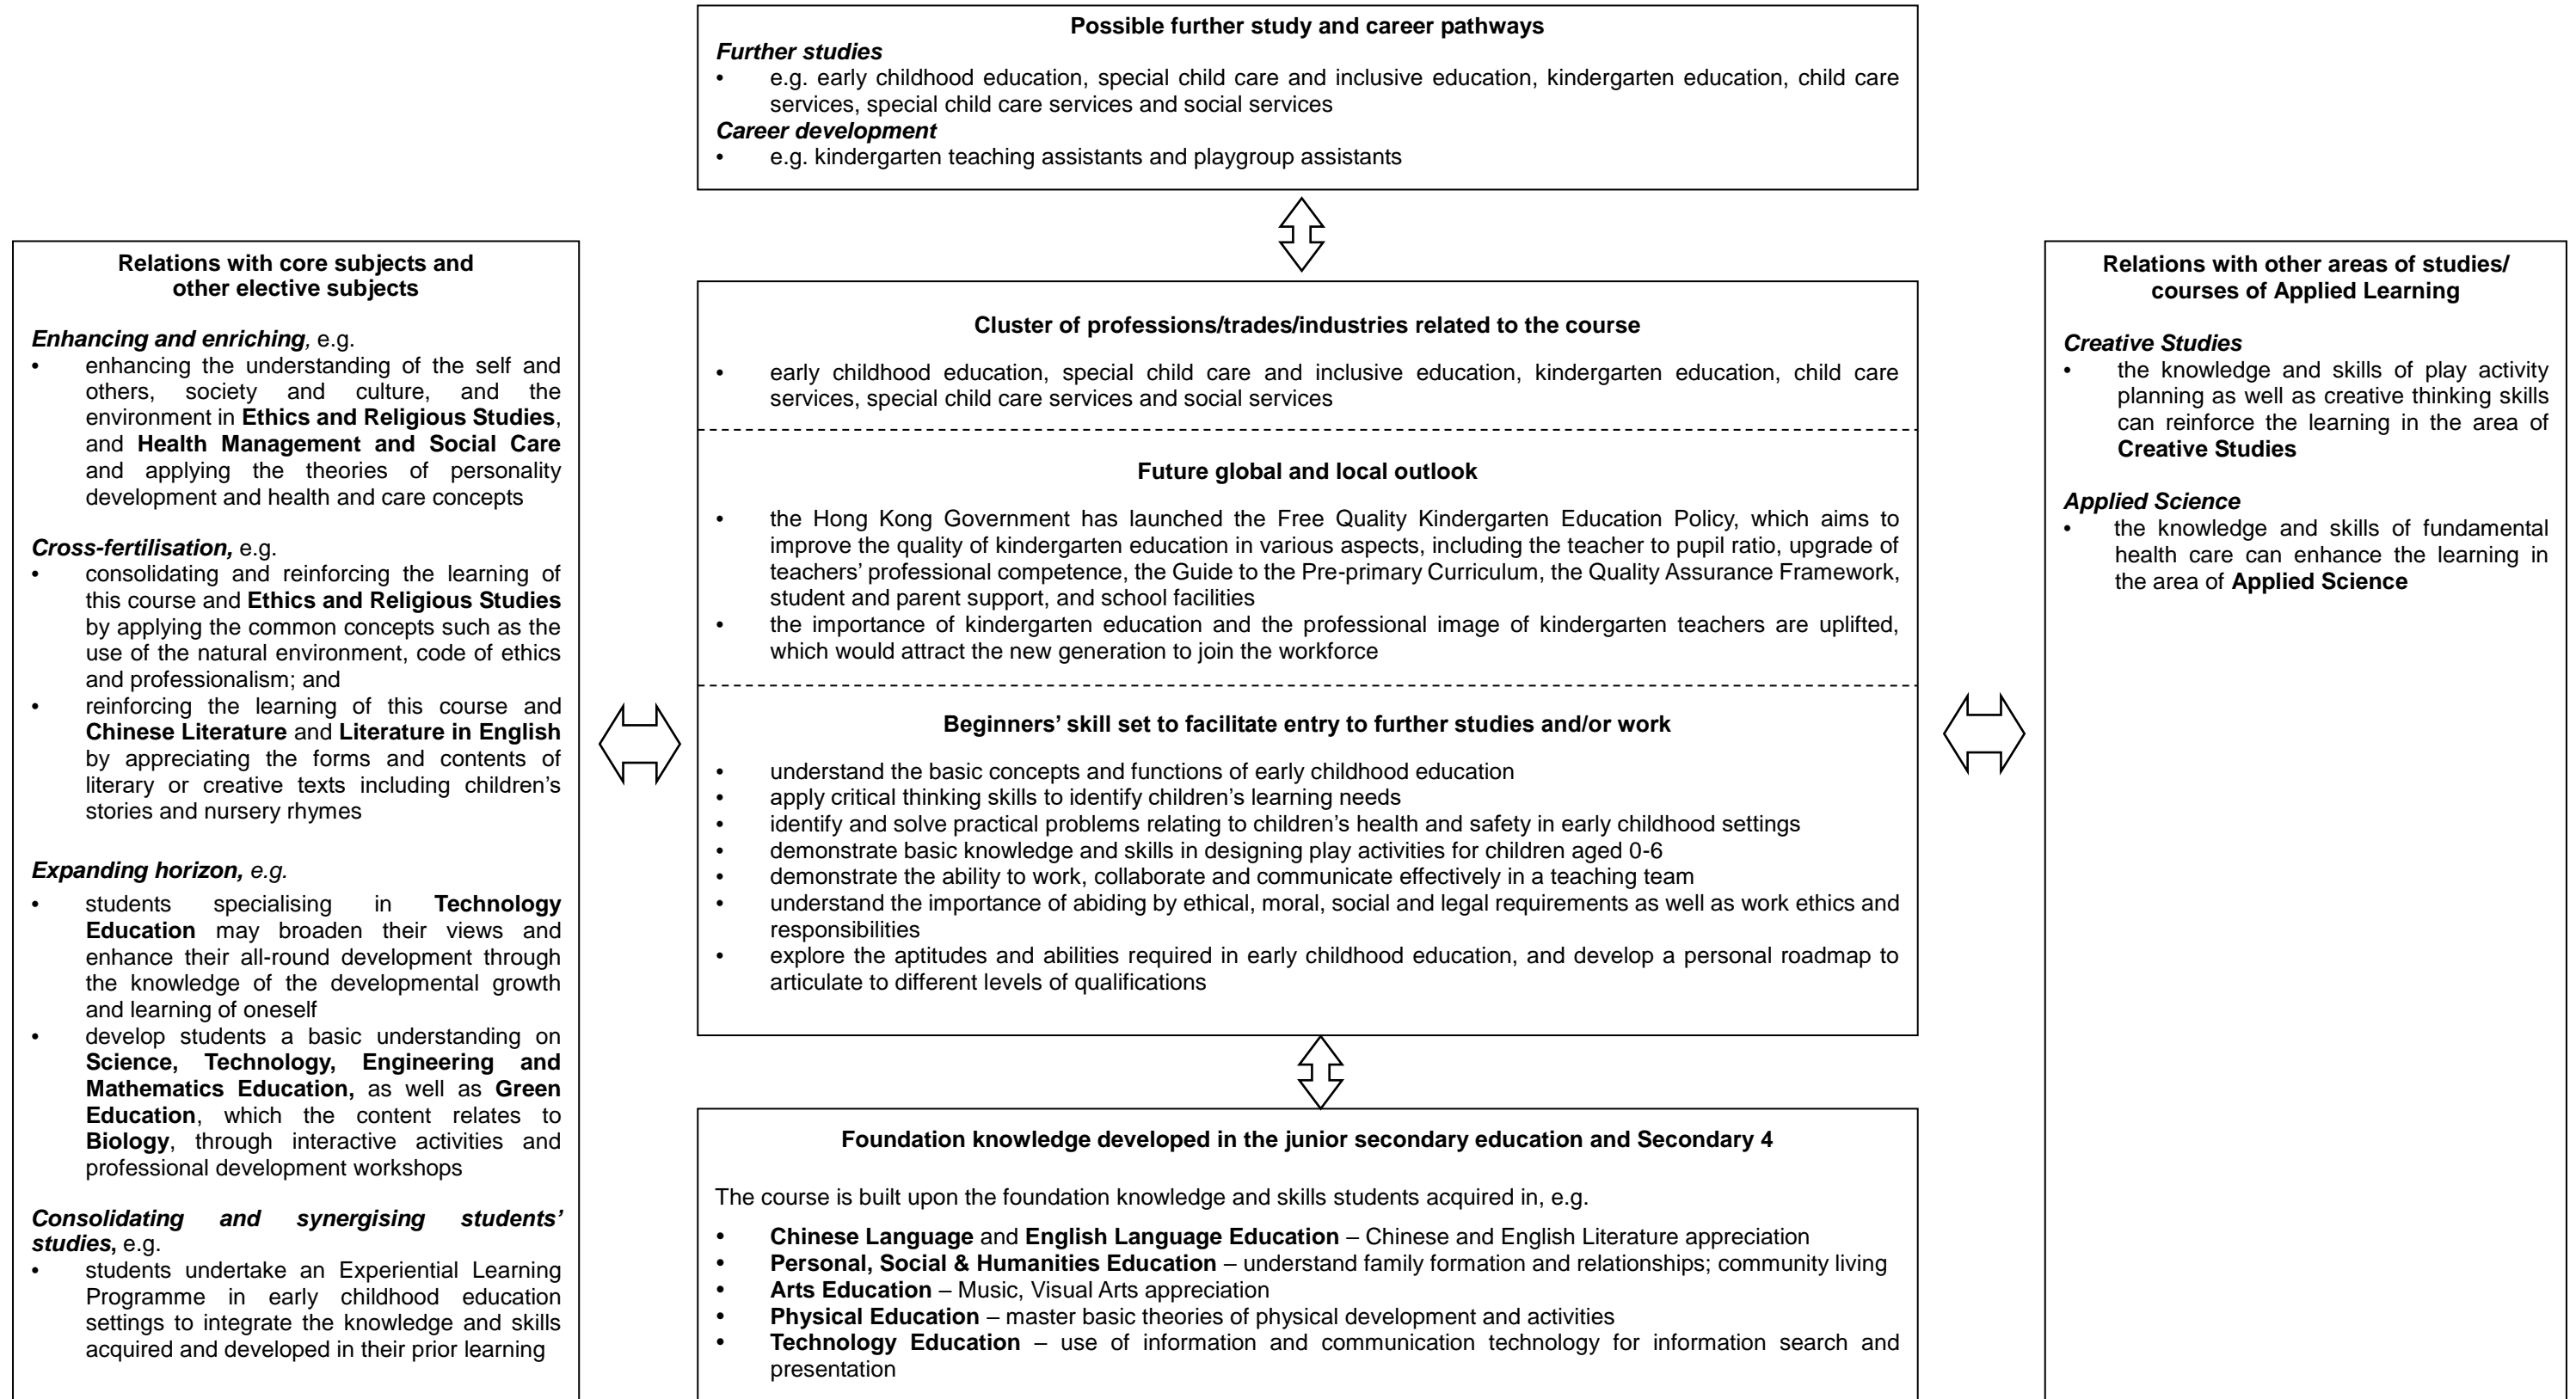 Possible further study and career pathways
Further studies
• e.g. early childhood education, special child care and inclusive education, kindergarten education, child care
services, special child care services and social services
Career development
• e.g. kindergarten teaching assistants and playgroup assistants
Relations with core subjects and
other elective subjects
Enhancing and enriching, e.g.
• enhancing the understanding of the self and
others, society and culture, and the
environment in Ethics and Religious Studies,
and Health Management and Social Care
and applying the theories of personality
development and health and care concepts
Cross-fertilisation, e.g.
• consolidating and reinforcing the learning of
this course and Ethics and Religious Studies
by applying the common concepts such as the
use of the natural environment, code of ethics
and professionalism; and
• reinforcing the learning of this course and
Chinese Literature and Literature in English
by appreciating the forms and contents of
literary or creative texts including children’s
stories and nursery rhymes
Expanding horizon, e.g.
• students specialising in Technology
Education may broaden their views and
enhance their all-round development through
the knowledge of the developmental growth
and learning of oneself
• develop students a basic understanding on
Science, Technology, Engineering and
Mathematics Education, as well as Green
Education, which the content relates to
Biology, through interactive activities and
professional development workshops
Consolidating and synergising students’
studies, e.g.
• students undertake an Experiential Learning
Programme in early childhood education
settings to integrate the knowledge and skills
acquired and developed in their prior learning
Cluster of professions/trades/industries related to the course
• early childhood education, special child care and inclusive education, kindergarten education, child care
services, special child care services and social services
Future global and local outlook
• the Hong Kong Government has launched the Free Quality Kindergarten Education Policy, which aims to
improve the quality of kindergarten education in various aspects, including the teacher to pupil ratio, upgrade of
teachers’ professional competence, the Guide to the Pre-primary Curriculum, the Quality Assurance Framework,
student and parent support, and school facilities
• the importance of kindergarten education and the professional image of kindergarten teachers are uplifted,
which would attract the new generation to join the workforce
Beginners’ skill set to facilitate entry to further studies and/or work
• understand the basic concepts and functions of early childhood education
• apply critical thinking skills to identify children’s learning needs
• identify and solve practical problems relating to children’s health and safety in early childhood settings
• demonstrate basic knowledge and skills in designing play activities for children aged 0-6
• demonstrate the ability to work, collaborate and communicate effectively in a teaching team
• understand the importance of abiding by ethical, moral, social and legal requirements as well as work ethics and
responsibilities
• explore the aptitudes and abilities required in early childhood education, and develop a personal roadmap to
articulate to different levels of qualifications
Foundation knowledge developed in the junior secondary education and Secondary 4
The course is built upon the foundation knowledge and skills students acquired in, e.g.
• Chinese Language and English Language Education – Chinese and English Literature appreciation
• Personal, Social & Humanities Education – understand family formation and relationships; community living
• Arts Education – Music, Visual Arts appreciation
• Physical Education – master basic theories of physical development and activities
• Technology Education – use of information and communication technology for information search and
presentation
Relations with other areas of studies/
courses of Applied Learning
Creative Studies
• the knowledge and skills of play activity
planning as well as creative thinking skills
can reinforce the learning in the area of
Creative Studies
Applied Science
• the knowledge and skills of fundamental
health care can enhance the learning in
the area of Applied Science